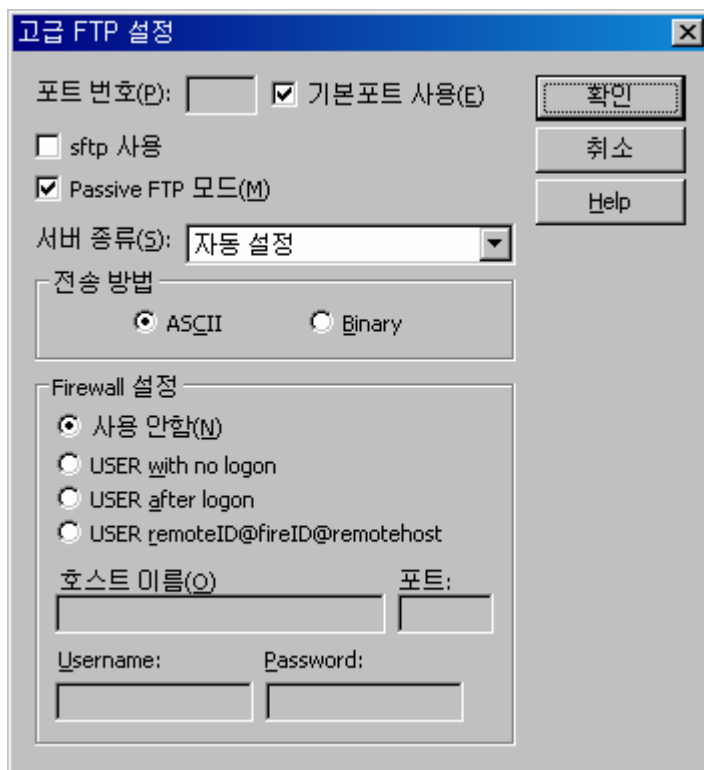 고급 FTP 설정
포트 번호(P): 기본포트 사용(E)
확인
sftp 사용
취소
Passive FTP 모드(M)
Help
서버 종류(S): 자동 설정
전송 방법
ASCII Binary
Firewall 설정
사용 안함(N)
USER with no logon
USER after logon
USER remoteID@fireID@remotehost
호스트 이름(O) 포트:
Username: Password: